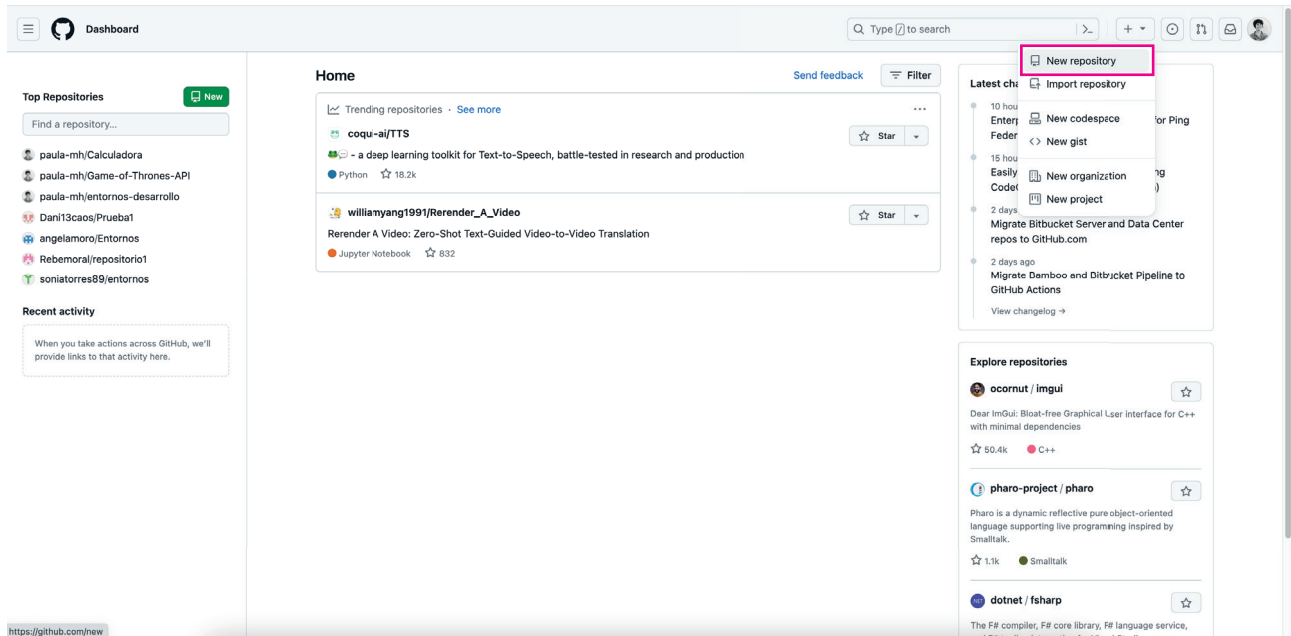 Dashboard
Type / to search
New repository
Import repository
New codespace
New gist
New organization
New project
Top Repositories
New
Find a repository...
paula-mh/Calculadora
paula-mh/Game-of-Thrones-API
paula-mh/entornos-desarrollo
Dani13caos/Prueba1
angelamoro/Entornos
Rebemoral/repositorio1
soniatorres89/entornos
Recent activity
When you take actions across GitHub, we'll
provide links to that activity here.
Home
Send feedback
Filter
Trending repositories · See more
coqui-ai/TTS
Star
- a deep learning toolkit for Text-to-Speech, battle-tested in research and production
Python 18.2k
williamyang1991/Rerender_A_Video
Star
Rerender A Video: Zero-Shot Text-Guided Video-to-Video Translation
Jupyter Notebook 832
Latest cha
10 hou
Enterp for Ping
Feder
15 hou
Easily ng
Code
2 days
Migrate Bitbucket Server and Data Center
repos to GitHub.com
2 days ago
Migrate Bamboo and Bitbucket Pipeline to
GitHub Actions
View changelog →
Explore repositories
ocornut / imgui
Dear ImGui: Bloat-free Graphical User interface for C++
with minimal dependencies
50.4k C++
pharo-project / pharo
Pharo is a dynamic reflective pure object-oriented
language supporting live programming inspired by
Smalltalk.
1.1k Smalltalk
dotnet / fsharp
The F# compiler, F# core library, F# language service,
https://github.com/new